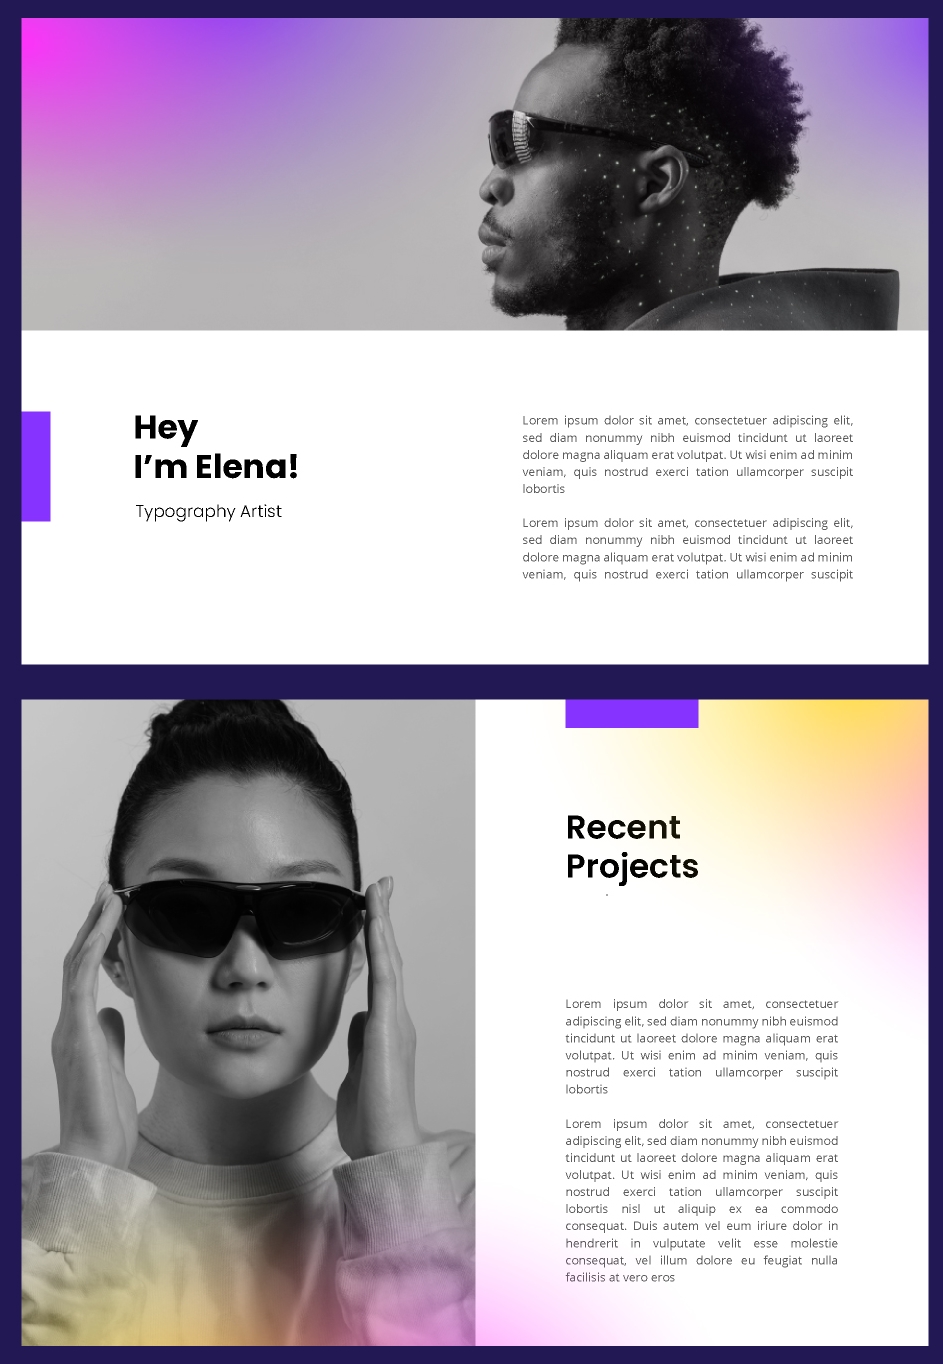 Hey
I’m Elena!
Typography Artist
Lorem ipsum dolor sit amet, consectetuer adipiscing elit,
sed diam nonummy nibh euismod tincidunt ut laoreet
dolore magna aliquam erat volutpat. Ut wisi enim ad minim
veniam, quis nostrud exerci tation ullamcorper suscipit
lobortis
Lorem ipsum dolor sit amet, consectetuer adipiscing elit,
sed diam nonummy nibh euismod tincidunt ut laoreet
dolore magna aliquam erat volutpat. Ut wisi enim ad minim
veniam, quis nostrud exerci tation ullamcorper suscipit
Recent
Projects
Lorem ipsum dolor sit amet, consectetuer
adipiscing elit, sed diam nonummy nibh euismod
tincidunt ut laoreet dolore magna aliquam erat
volutpat. Ut wisi enim ad minim veniam, quis
nostrud exerci tation ullamcorper suscipit
lobortis
Lorem ipsum dolor sit amet, consectetuer
adipiscing elit, sed diam nonummy nibh euismod
tincidunt ut laoreet dolore magna aliquam erat
volutpat. Ut wisi enim ad minim veniam, quis
nostrud exerci tation ullamcorper suscipit
lobortis nisl ut aliquip ex ea commodo
consequat. Duis autem vel eum iriure dolor in
hendrerit in vulputate velit esse molestie
consequat, vel illum dolore eu feugiat nulla
facilisis at vero eros